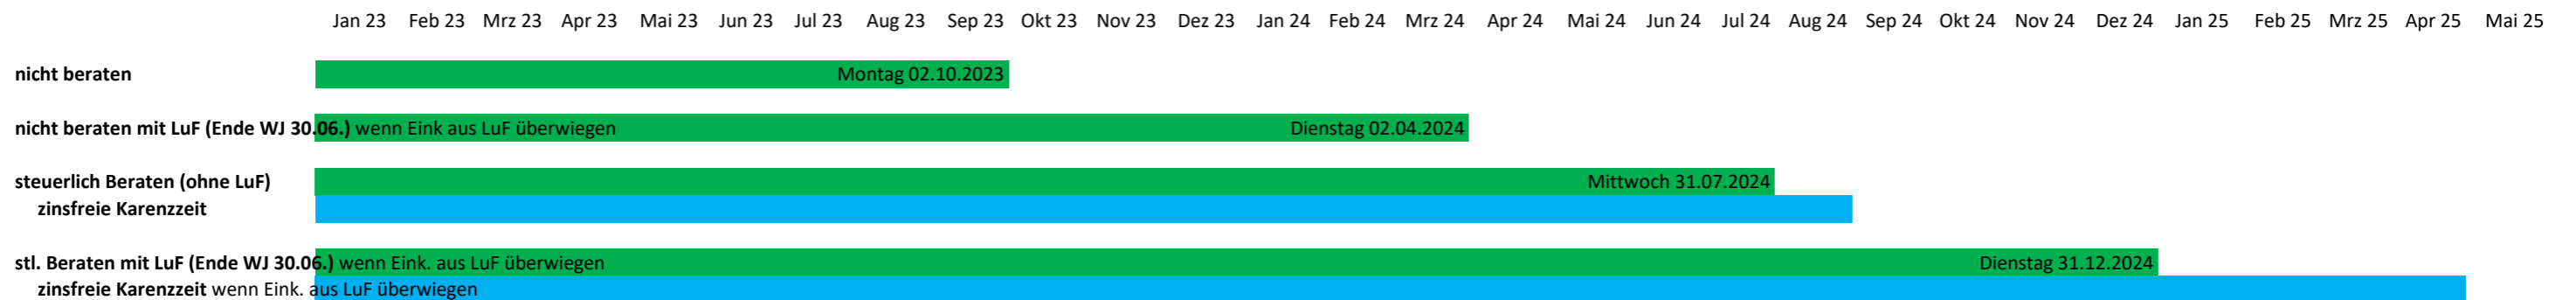 Jan 23 Feb 23 Mrz 23 Apr 23 Mai 23 Jun 23 Jul 23 Aug 23 Sep 23 Okt 23 Nov 23 Dez 23 Jan 24 Feb 24 Mrz 24 Apr 24 Mai 24 Jun 24 Jul 24 Aug 24 Sep 24 Okt 24 Nov 24 Dez 24 Jan 25 Feb 25 Mrz 25 Apr 25 Mai 25
nicht beraten Montag 02.10.2023
nicht beraten mit LuF (Ende WJ 30.06.) wenn Eink aus LuF überwiegen Dienstag 02.04.2024
steuerlich Beraten (ohne LuF) Mittwoch 31.07.2024
zinsfreie Karenzzeit
stl. Beraten mit LuF (Ende WJ 30.06.) wenn Eink. aus LuF überwiegen Dienstag 31.12.2024
zinsfreie Karenzzeit wenn Eink. aus LuF überwiegen